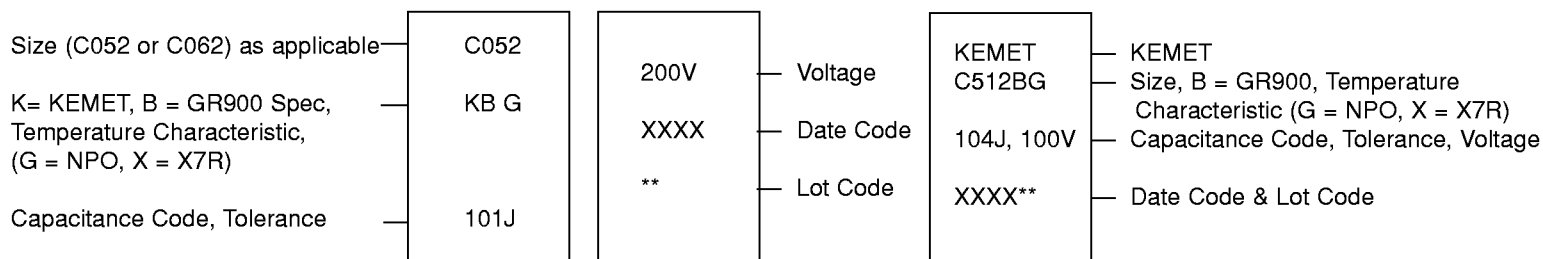 Size (C052 or C062) as applicable
K= KEMET, B = GR900 Spec,
Temperature Characteristic,
(G = NPO, X = X7R)
Capacitance Code, Tolerance
C052
KB G
101J
200V
XXXX
**
Voltage
Date Code
Lot Code
KEMET
C512BG
104J, 100V
XXXX**
KEMET
Size, B = GR900, Temperature
Characteristic (G = NPO, X = X7R)
Capacitance Code, Tolerance, Voltage
Date Code & Lot Code